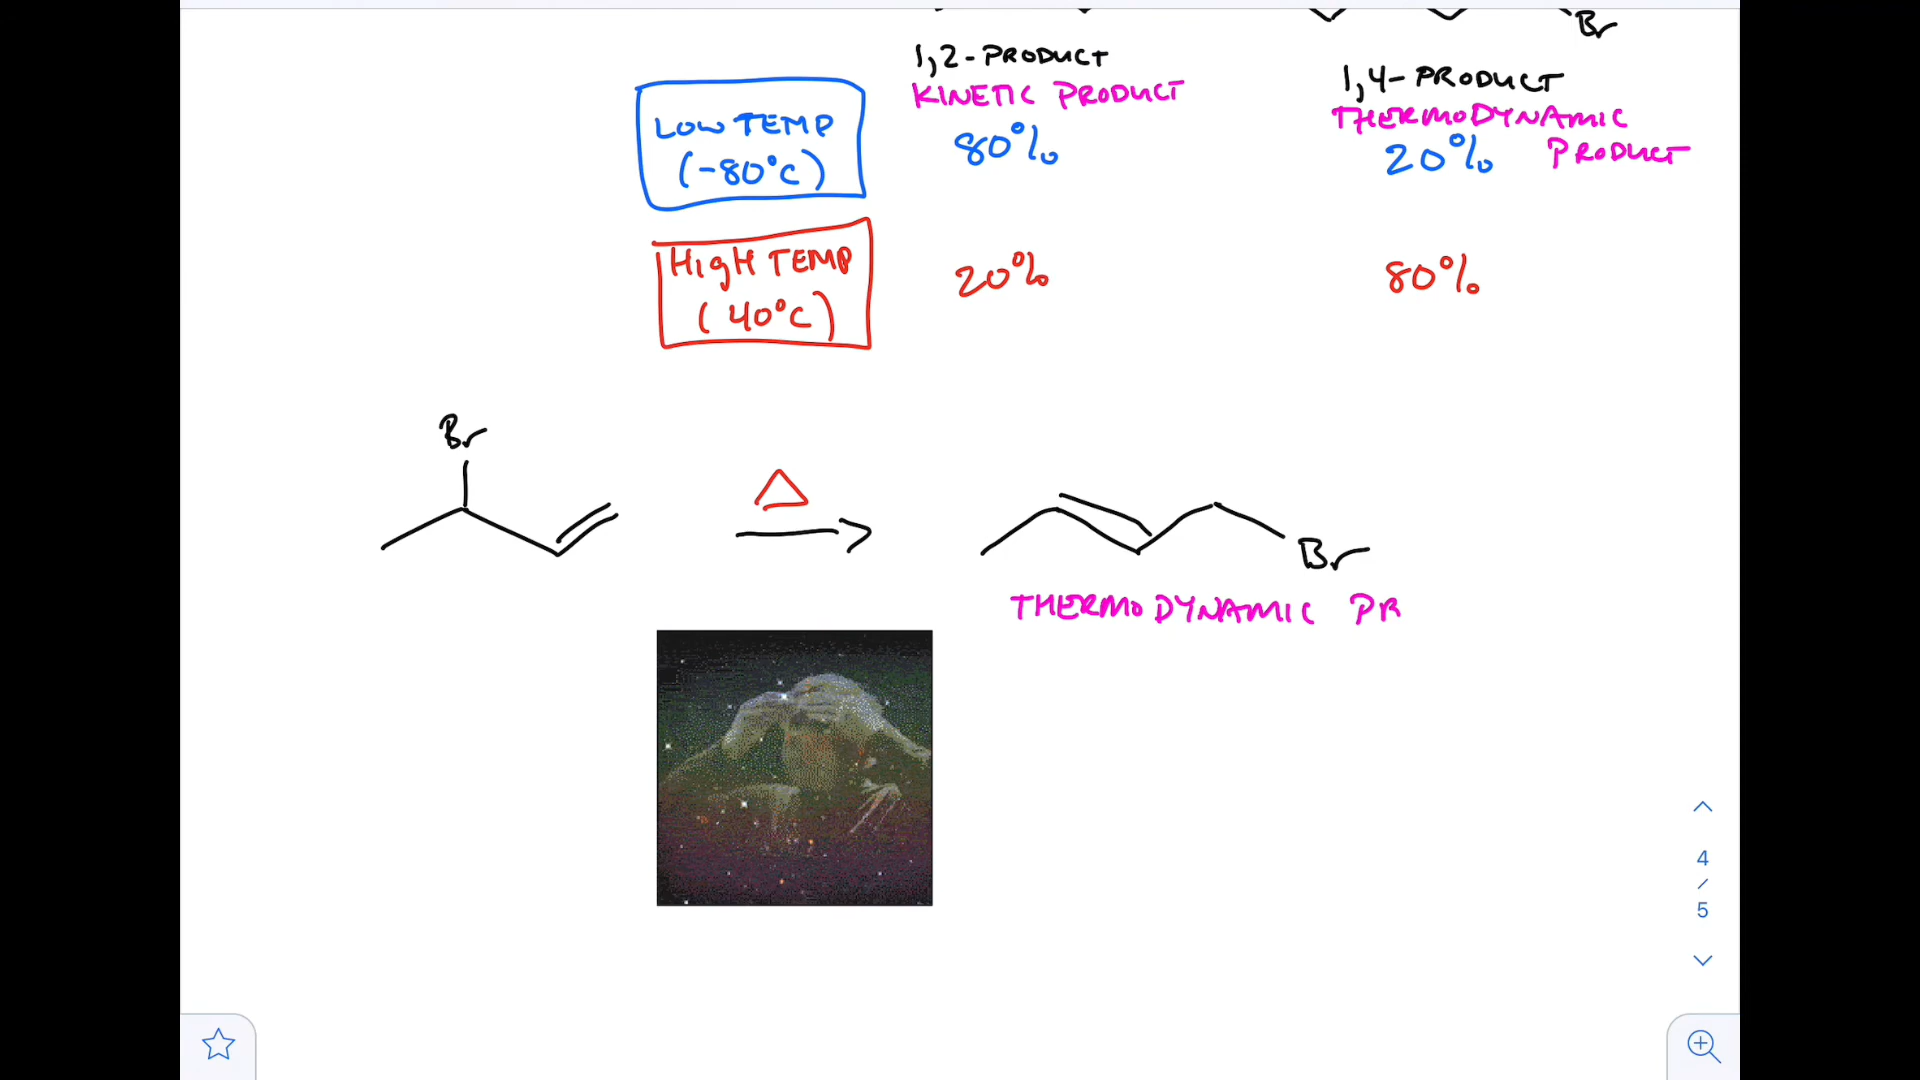 Br
1,2-PRODUCT
KINETIC PRODUCT
1,4-PRODUCT
THERMODYNAMIC
PRODUCT
LOW TEMP
(-80°C)
80%
20%
HIGH TEMP
(40°C)
20%
80%
Br
Δ
Br
THERMODYNAMIC PR
4
/
5